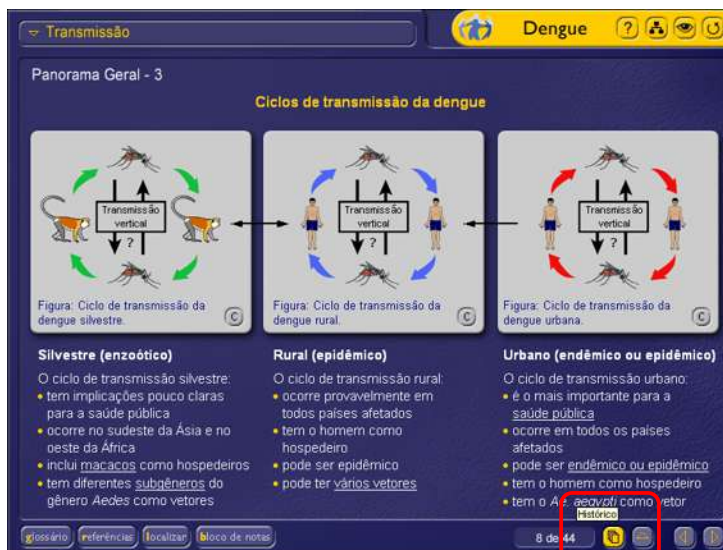 Transmissão
Dengue ?
Panorama Geral - 3
Ciclos de transmissão da dengue
Transmissão
vertical
?
Figura: Ciclo de transmissão da
dengue silvestre.
C
Transmissão
vertical
?
Figura: Ciclo de transmissão da
dengue rural.
C
Transmissão
vertical
?
Figura: Ciclo de transmissão da
dengue urbana.
C
Silvestre (enzoótico)
O ciclo de transmissão silvestre:
• tem implicações pouco claras
para a saúde pública
• ocorre no sudeste da Ásia e no
oeste da África
• inclui macacos como hospedeiros
• tem diferentes subgêneros do
gênero Aedes como vetores
Rural (epidêmico)
O ciclo de transmissão rural:
• ocorre provavelmente em
todos países afetados
• tem o homem como
hospedeiro
• pode ser epidêmico
• pode ter vários vetores
Urbano (endêmico ou epidêmico)
O ciclo de transmissão urbano:
• é o mais importante para a
saúde pública
• ocorre em todos os países
afetados
• pode ser endêmico ou epidêmico
• tem o homem como hospedeiro
• tem o Ae. aegypti como vetor
Histórico
glossário referências localizar bloco de notas 8 de 44